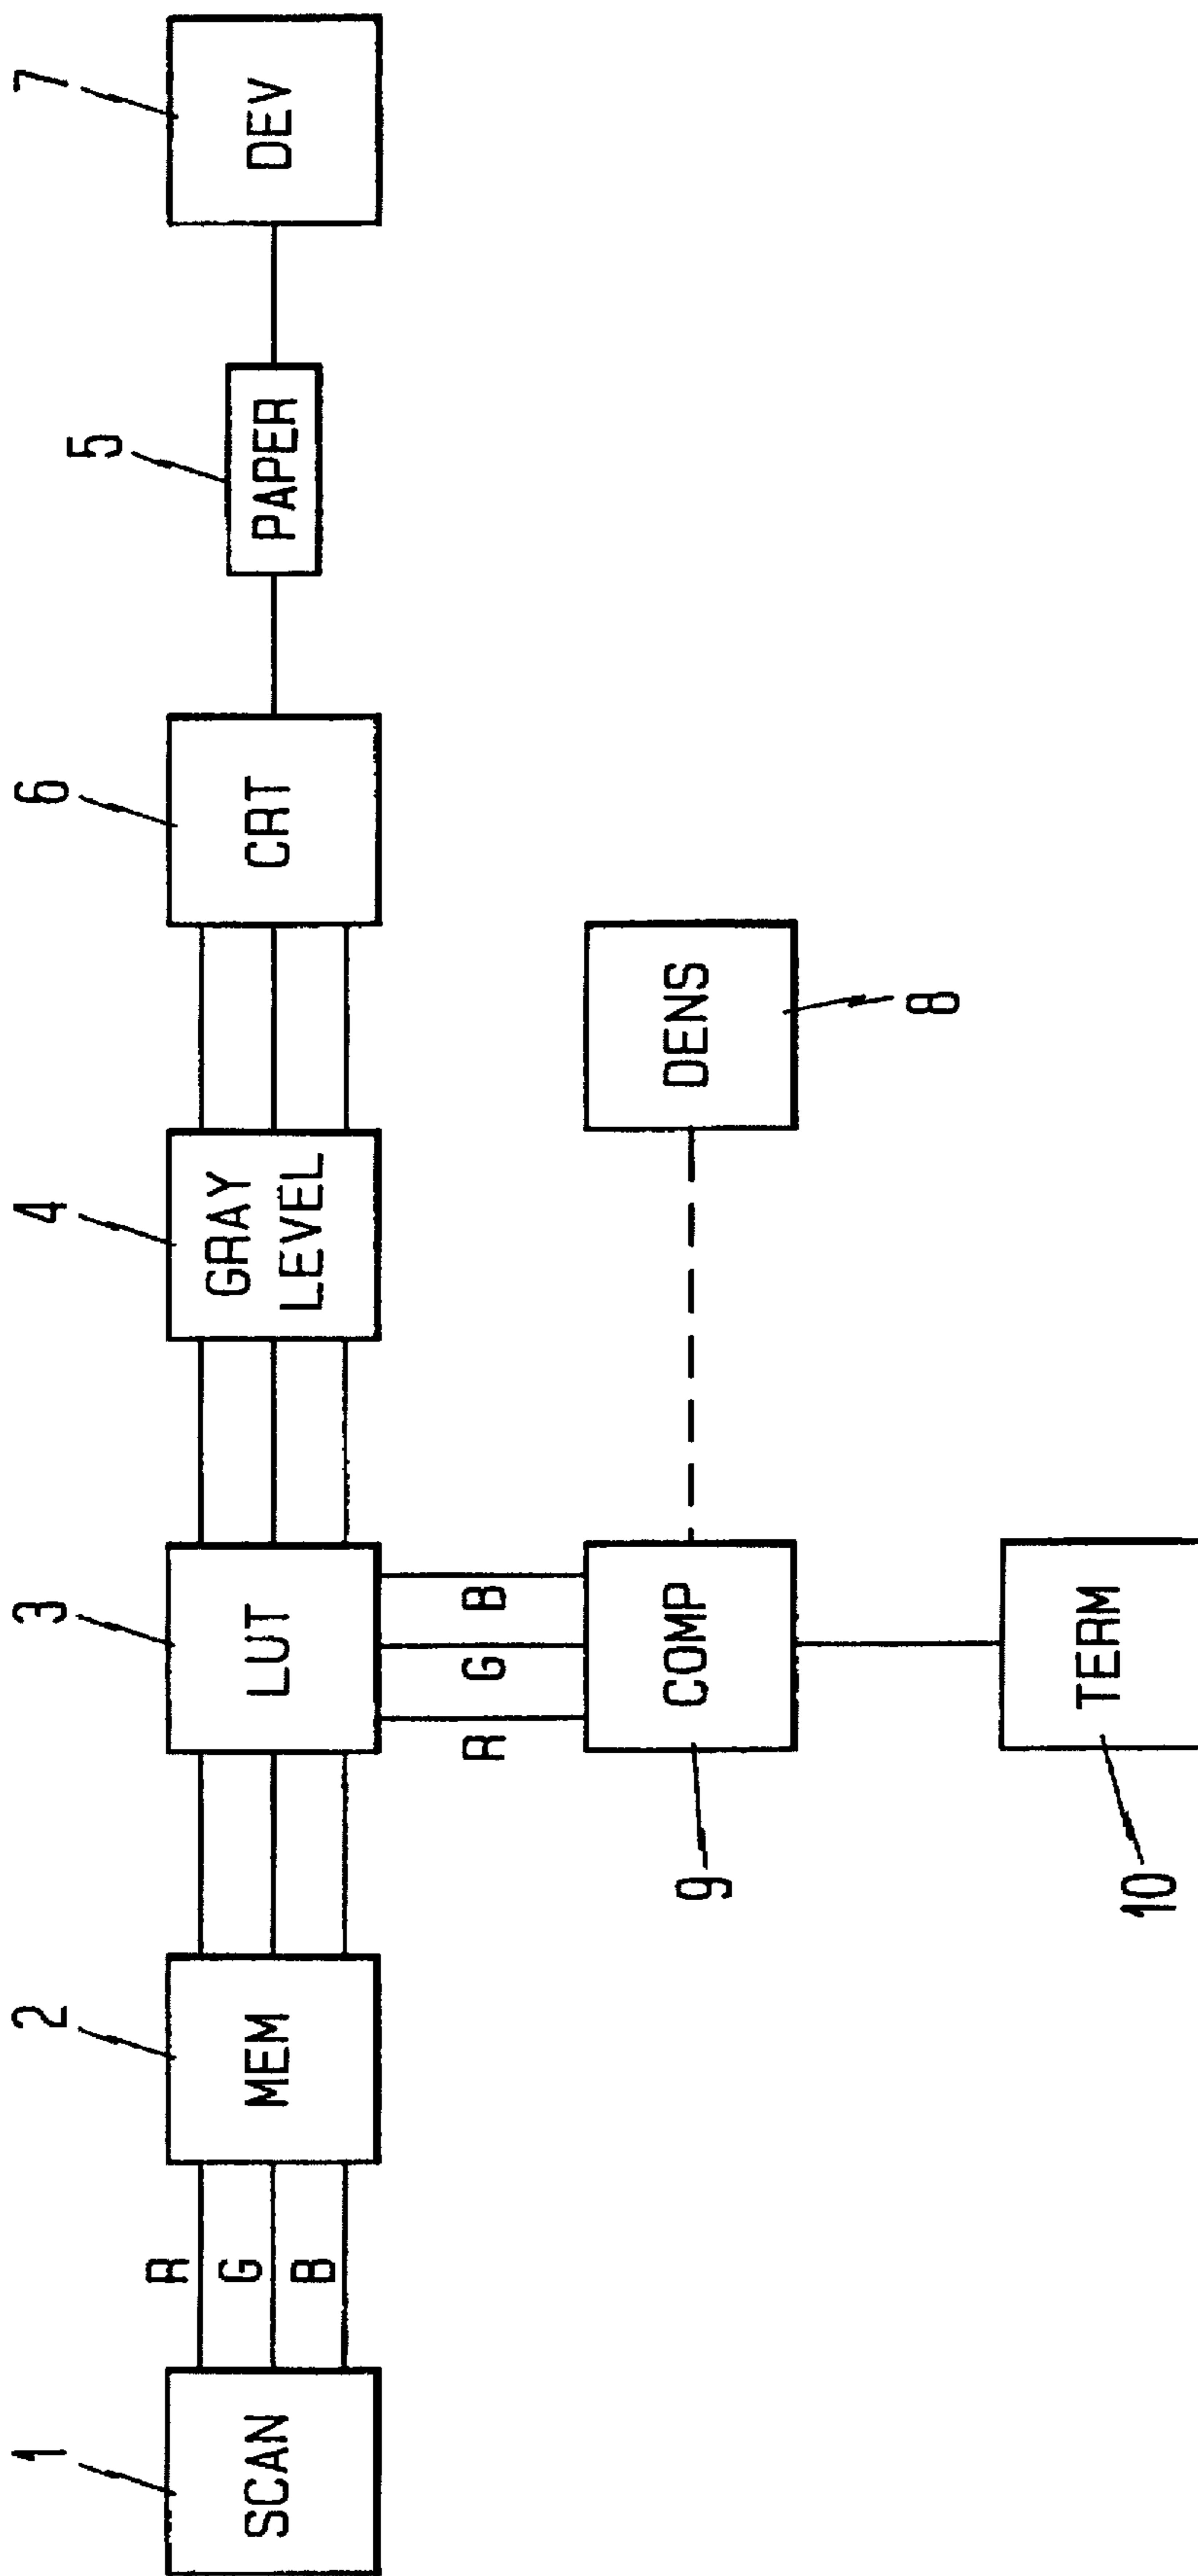 1
2
3
4
6
5
7
SCAN
R
G
B
MEM
LUT
GRAY
LEVEL
CRT
PAPER
DEV
R
G
B
9
COMP
DENS
8
10
TERM